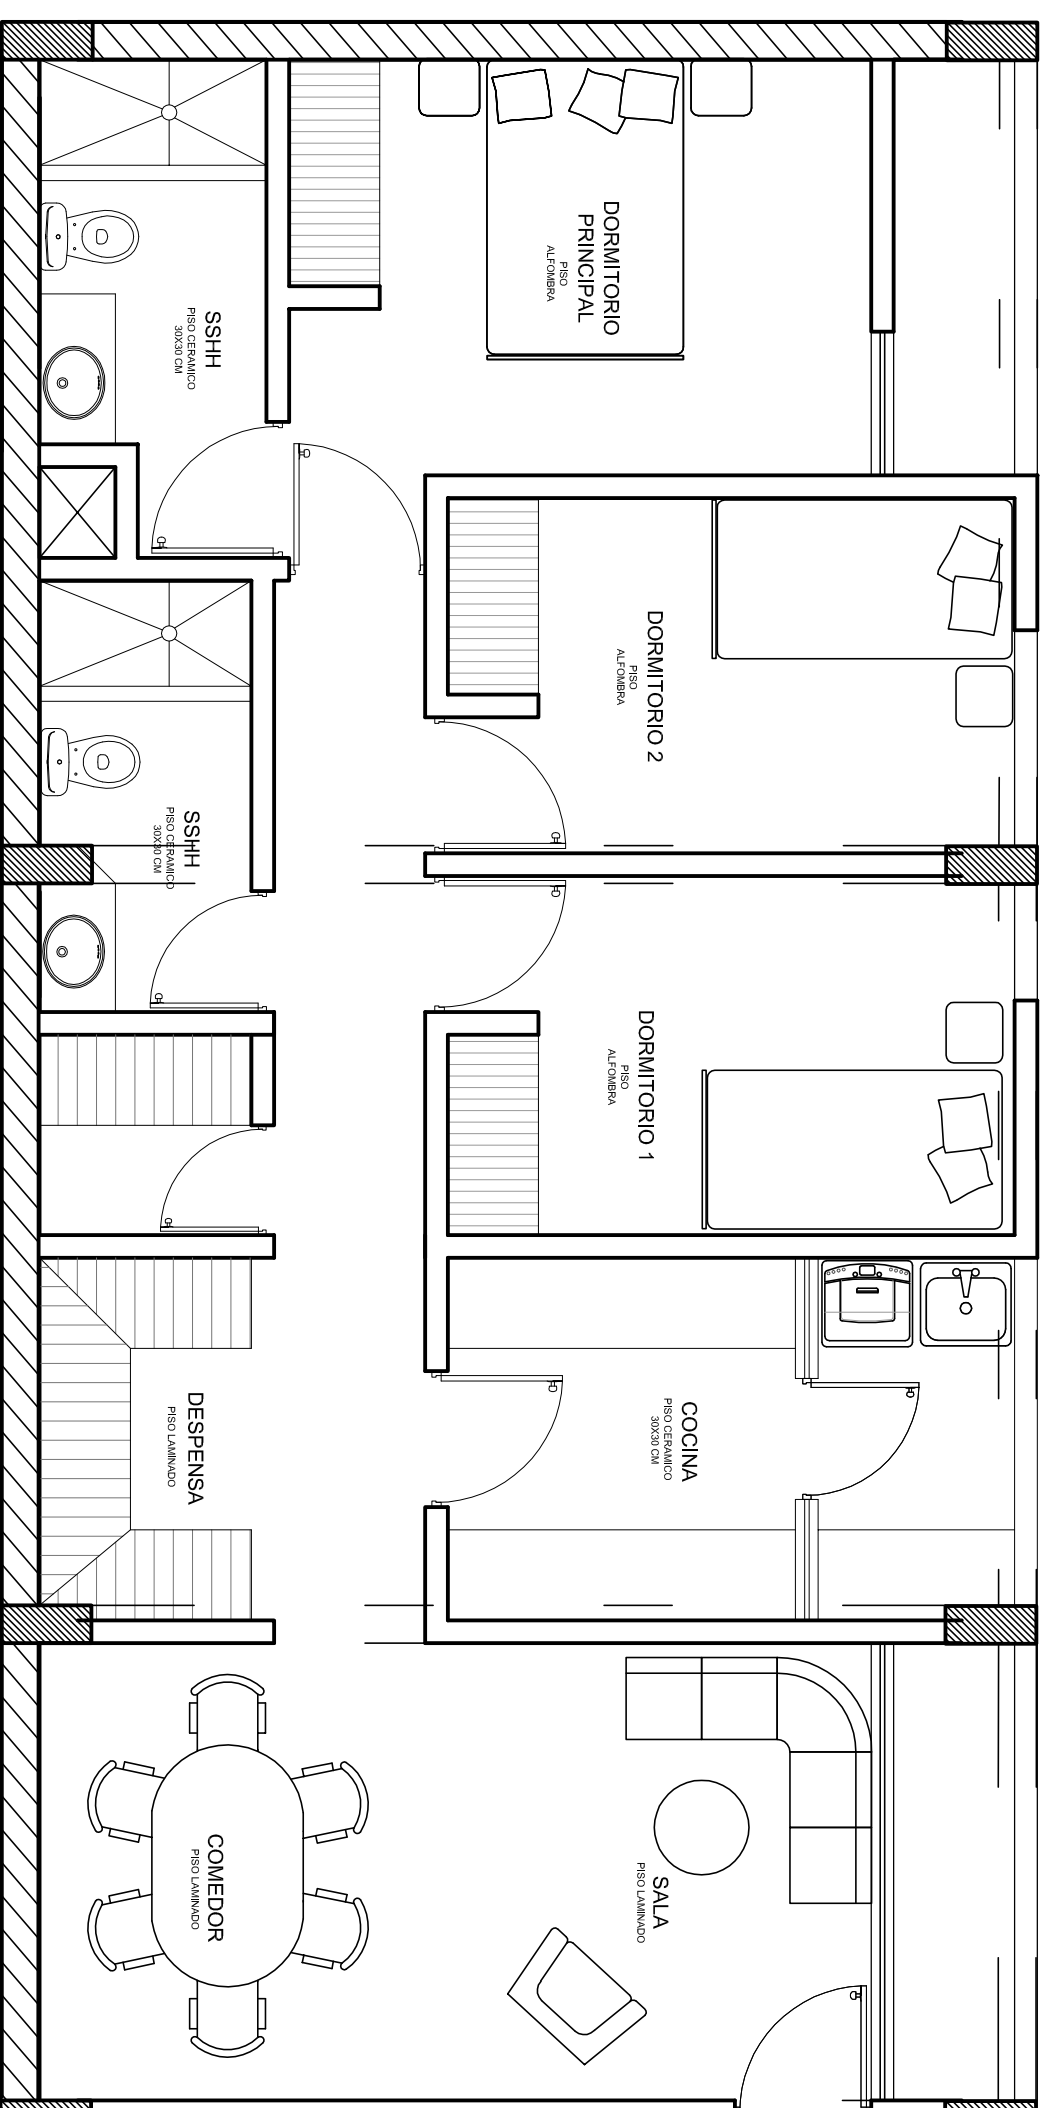 DORMITORIO
PRINCIPAL
PISO
ALFOMBRA
SSHH
PISO CERAMICO
30X30 CM
DORMITORIO 2
PISO
ALFOMBRA
SSHH
PISO CERAMICO
30X30 CM
DORMITORIO 1
PISO
ALFOMBRA
COCINA
PISO CERAMICO
30X30 CM
DESPENSA
PISO LAMINADO
SALA
PISO LAMINADO
COMEDOR
PISO LAMINADO